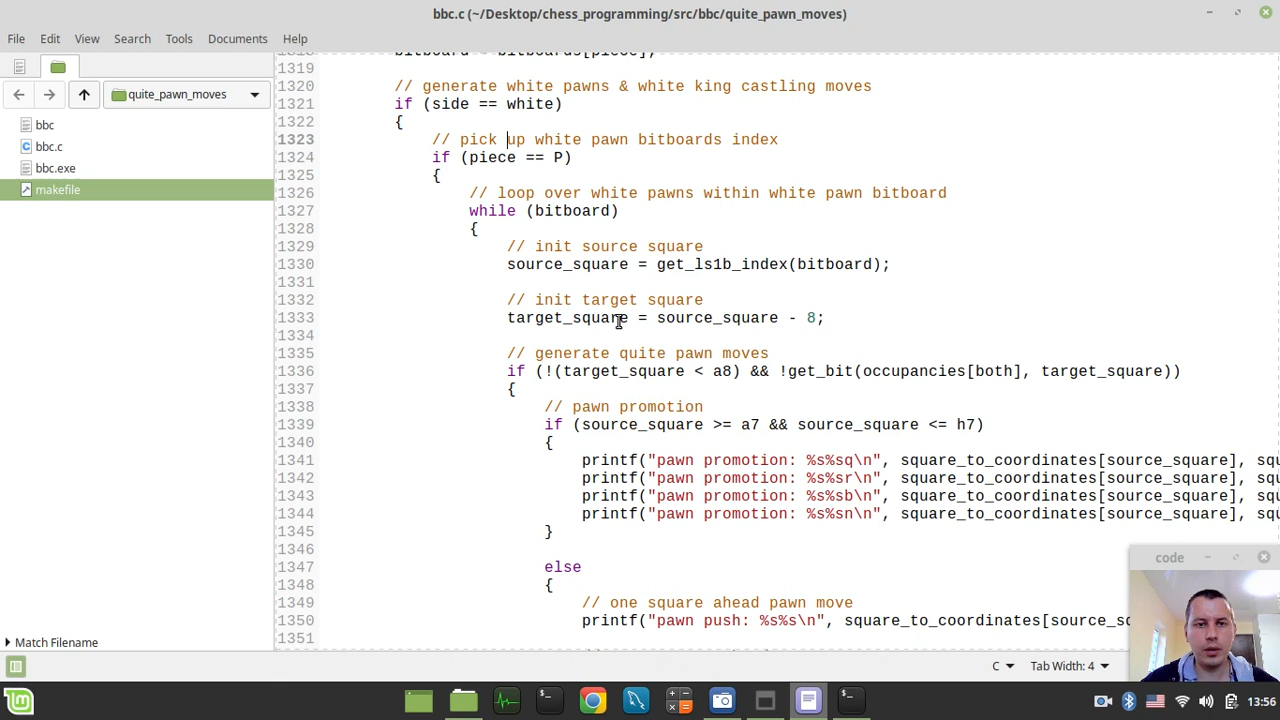 bbc.c (~/Desktop/chess_programming/src/bbc/quite_pawn_moves)
File Edit View Search Tools Documents Help
quite_pawn_moves
bbc
bbc.c
bbc.exe
makefile
Match Filename
1319
1320 // generate white pawns & white king castling moves
1321 if (side == white)
1322 {
1323 // pick up white pawn bitboards index
1324 if (piece == P)
1325 {
1326 // loop over white pawns within white pawn bitboard
1327 while (bitboard)
1328 {
1329 // init source square
1330 source_square = get_ls1b_index(bitboard);
1331
1332 // init target square
1333 target_square = source_square - 8;
1334
1335 // generate quite pawn moves
1336 if (!(target_square < a8) && !get_bit(occupancies[both], target_square))
1337 {
1338 // pawn promotion
1339 if (source_square >= a7 && source_square <= h7)
1340 {
1341 printf("pawn promotion: %s%sq\n", square_to_coordinates[source_square], sq
1342 printf("pawn promotion: %s%sr\n", square_to_coordinates[source_square], sq
1343 printf("pawn promotion: %s%sb\n", square_to_coordinates[source_square], sq
1344 printf("pawn promotion: %s%sn\n", square_to_coordinates[source_square], sq
1345 }
1346
1347 else
1348 {
1349 // one square ahead pawn move
1350 printf("pawn push: %s%s\n", square_to_coordinates[source_sq
1351
code
C Tab Width: 4
13:56